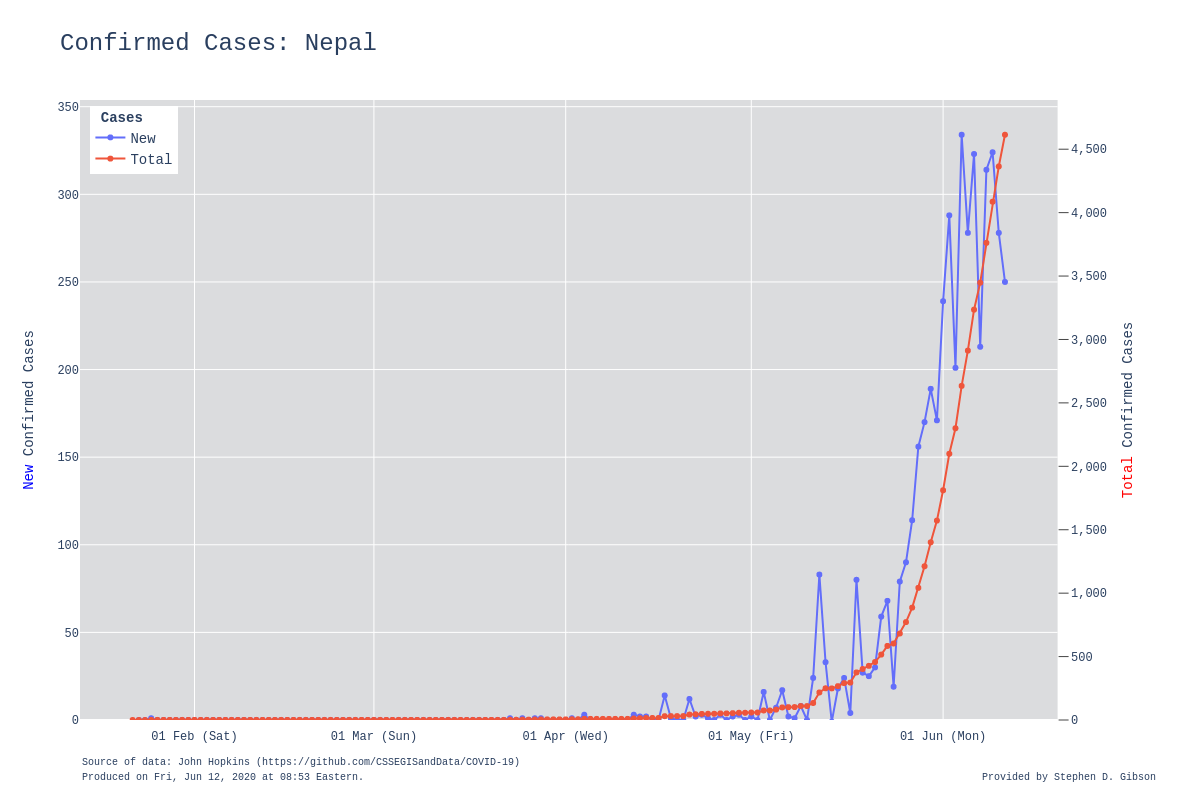 Confirmed Cases: Nepal
Cases
New
Total
350
300
250
200
150
100
50
0
New Confirmed Cases
4,500
4,000
3,500
3,000
2,500
2,000
1,500
1,000
500
0
Total Confirmed Cases
01 Feb (Sat)
01 Mar (Sun)
01 Apr (Wed)
01 May (Fri)
01 Jun (Mon)
Source of data: John Hopkins (https://github.com/CSSEGISandData/COVID-19)
Produced on Fri, Jun 12, 2020 at 08:53 Eastern.
Provided by Stephen D. Gibson